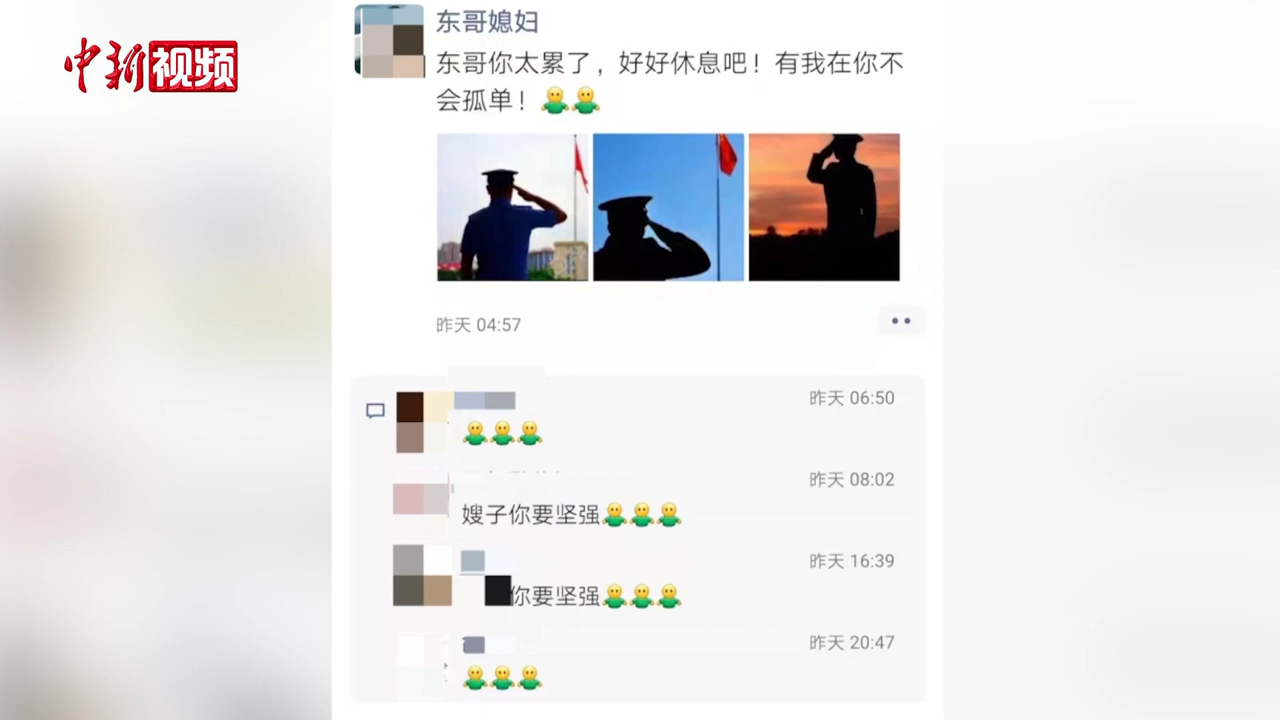 中新视频
东哥媳妇
东哥你太累了，好好休息吧！有我在你不
会孤单！
昨天 04:57
昨天 06:50
昨天 08:02
嫂子你要坚强
昨天 16:39
你要坚强
昨天 20:47